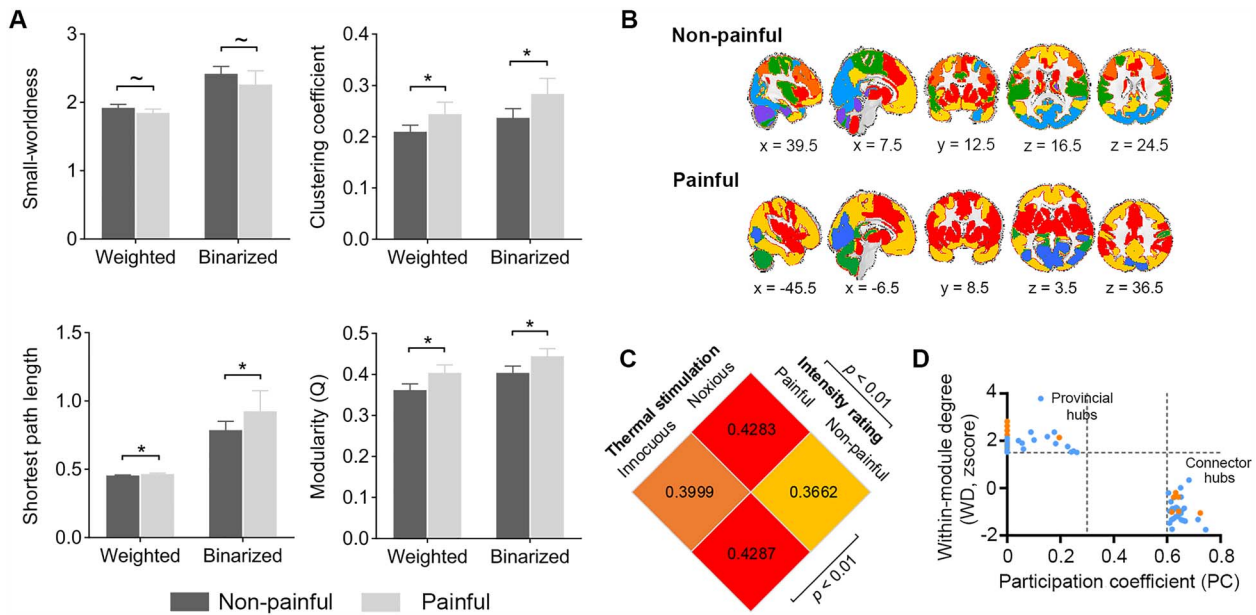 A
Small-worldness
3
2
1
0
~
~
Weighted
Binarized
Clustering coefficient
0.4
0.3
0.2
0.1
0.0
*
*
Weighted
Binarized
Shortest path length
1.5
1.0
0.5
0.0
*
*
Weighted
Binarized
Modularity (Q)
0.5
0.4
0.3
0.2
0.1
0.0
*
*
Weighted
Binarized
Non-painful
Painful
B
Non-painful
x = 39.5
x = 7.5
y = 12.5
z = 16.5
z = 24.5
Painful
x = -45.5
x = -6.5
y = 8.5
z = 3.5
z = 36.5
C
Thermal stimulation
Innocuous
Noxious
Intensity rating
Painful
Non-painful
p < 0.01
0.4283
0.3999
0.3662
0.4287
p < 0.01
D
Within-module degree
(WD, zscore)
4
2
0
-2
Provincial
hubs
Connector
hubs
0.0
0.2
0.4
0.6
0.8
Participation coefficient (PC)